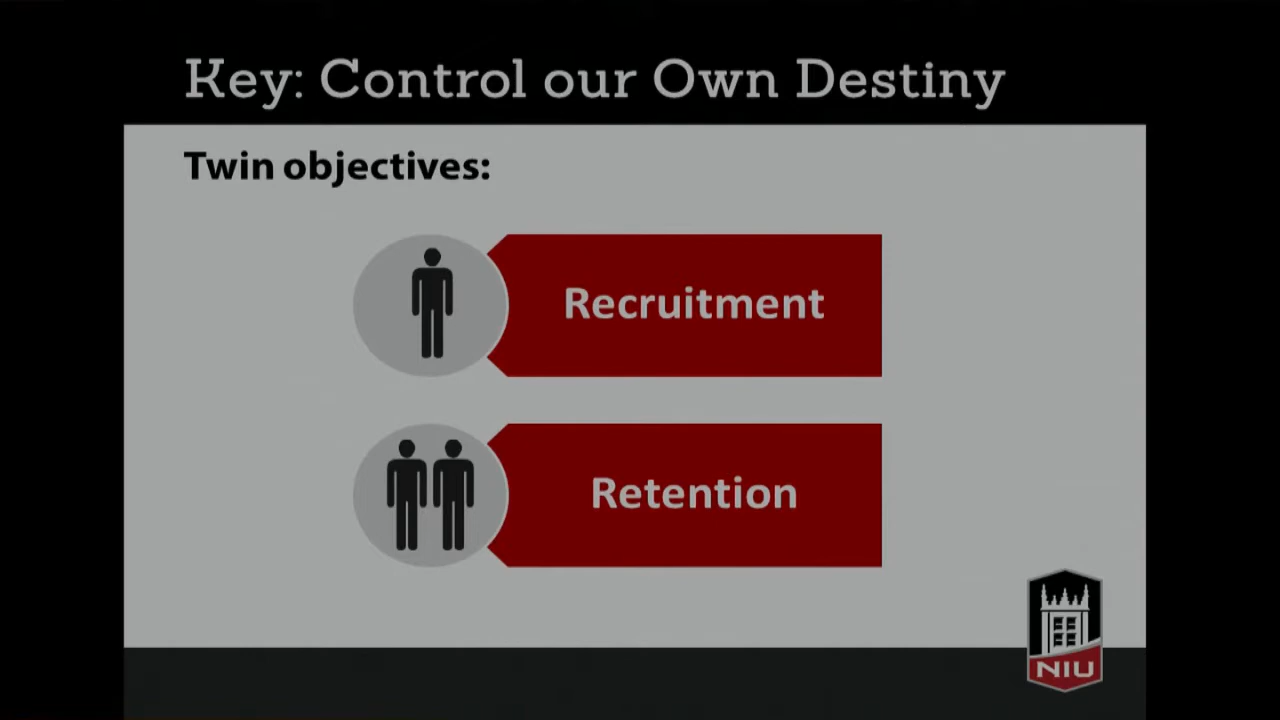 Key: Control our Own Destiny
Twin objectives:
Recruitment
Retention
NIU